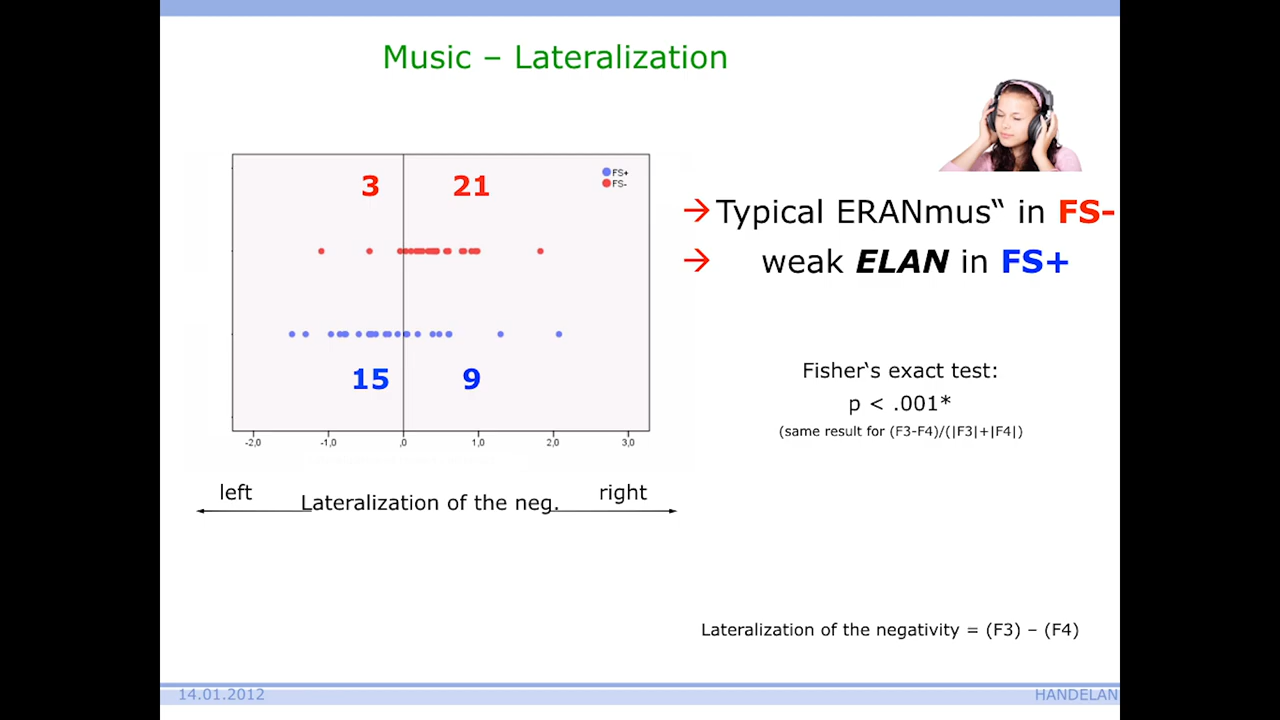 Music – Lateralization
3 21
FS+
FS-
15 9
-2,0 -1,0 ,0 1,0 2,0 3,0
left Lateralization of the neg. right
→ Typical ERANmus“ in FS-
→ weak ELAN in FS+
Fisher‘s exact test:
p < .001*
(same result for (F3-F4)/(|F3|+|F4|)
Lateralization of the negativity = (F3) – (F4)
14.01.2012 HANDELAN